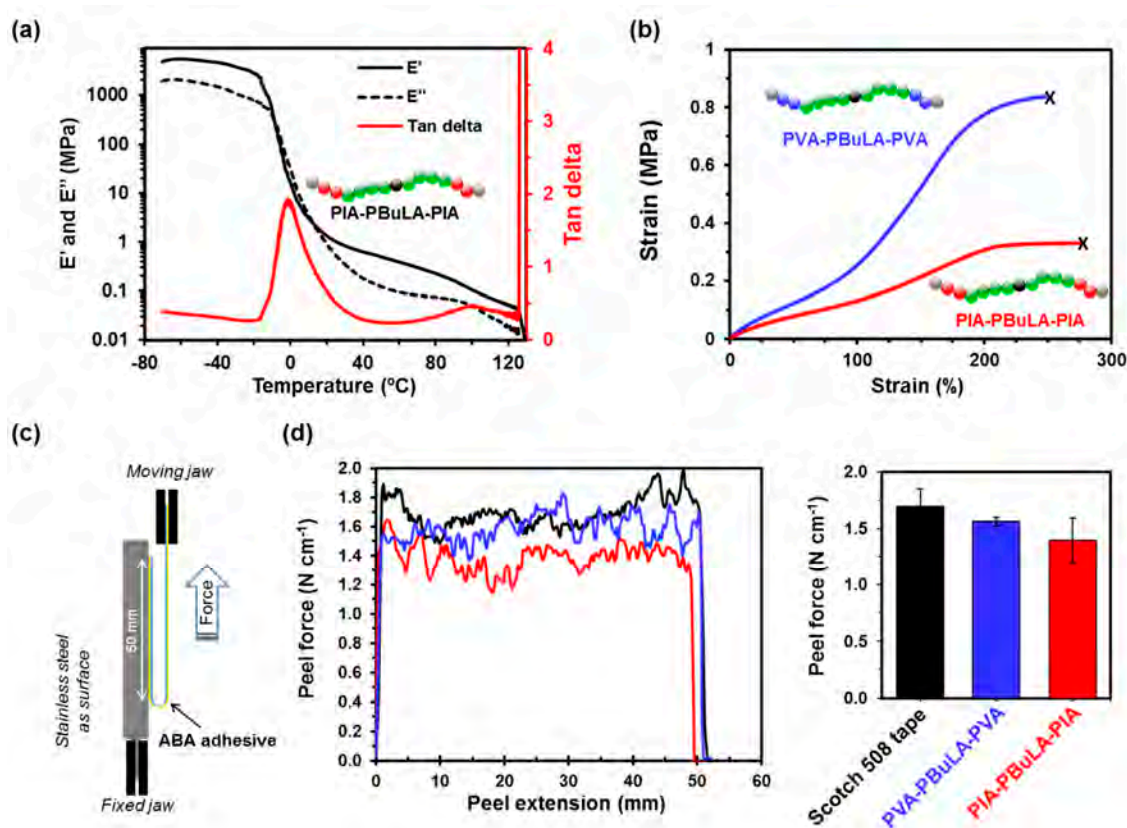 (a)
E' and E'' (MPa)
1000
100
10
1
0.1
0.01
-80
-40
0
40
80
120
Temperature (ºC)
E'
E''
Tan delta
PIA-PBuLA-PIA
4
3
2
1
0
Tan delta
(b)
Strain (MPa)
1
0.8
0.6
0.4
0.2
0
0
100
200
300
Strain (%)
PVA-PBuLA-PVA
X
X
PIA-PBuLA-PIA
(c)
Moving jaw
50 mm
Force
Stainless steel
as surface
ABA adhesive
Fixed jaw
(d)
Peel force (N cm⁻¹)
2.0
1.8
1.6
1.4
1.2
1.0
1.8
1.6
0.4
0.2
0.0
0
10
20
30
40
50
60
Peel extension (mm)
Peel force (N cm⁻¹)
2.0
1.5
1.0
1.5
0.0
Scotch 508 tape
PVA-PBuLA-PVA
PIA-PBuLA-PIA